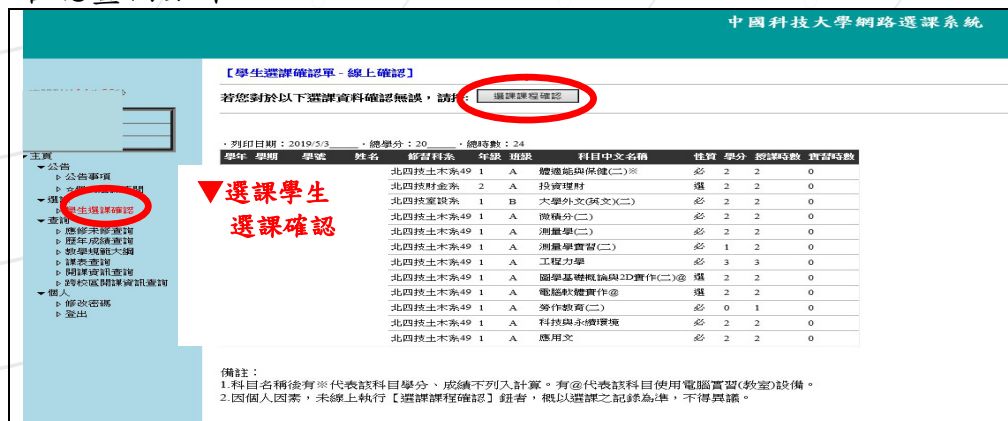 中國科技大學網路選課系統
【學生選課確認單 - 線上確認】
若您對於以下選課資料確認無誤，請按: 選課課程確認
‧列印日期：2019/5/3____ ‧總學分：20____ ‧總時數：24
學年 學期 學號 姓名 修習科系 年級 班級 科目中文名稱 性質 學分 授課時數 實習時數
北四技土木系49 1 A 體適能與保健(二)※ 必 2 2 0
北四技財金系 2 A 投資理財 選 2 2 0
北四技室設系 1 B 大學外文(英文)(二) 必 2 2 0
北四技土木系49 1 A 微積分(二) 必 2 2 0
北四技土木系49 1 A 測量學(二) 必 2 2 0
北四技土木系49 1 A 測量學實習(二) 必 1 2 0
北四技土木系49 1 A 工程力學 必 3 3 0
北四技土木系49 1 A 圖學基礎概論與2D實作(二)@ 選 2 2 0
北四技土木系49 1 A 電腦軟體實作@ 選 2 2 0
北四技土木系49 1 A 勞作教育(二) 必 0 1 0
北四技土木系49 1 A 科技與永續環境 必 2 2 0
北四技土木系49 1 A 應用文 必 2 2 0
備註：
1.科目名稱後有※代表該科目學分、成績不列入計算。有@代表該科目使用電腦實習(教室)設備。
2.因個人因素，未線上執行【選課課程確認】鈕者，概以選課之記錄為準，不得異議。
主頁
公告
公告事項
學生選課確認
查詢
應修未修查詢
歷年成績查詢
教學規範大綱
課表查詢
開課資訊查詢
跨校區開課資訊查詢
個人
修改密碼
登出
▼選課學生
選課確認